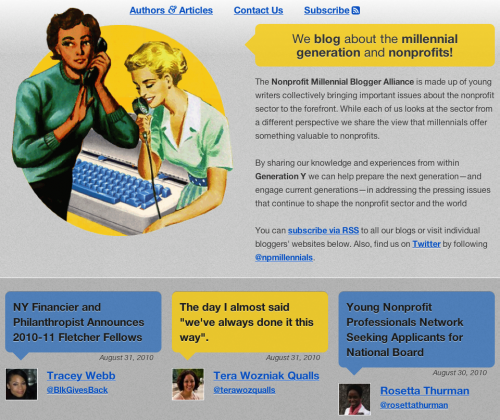 Authors & Articles Contact Us Subscribe
We blog about the millennial
generation and nonprofits!
The Nonprofit Millennial Blogger Alliance is made up of young
writers collectively bringing important issues about the nonprofit
sector to the forefront. While each of us looks at the sector from
a different perspective we share the view that millennials offer
something valuable to nonprofits.
By sharing our knowledge and experiences from within
Generation Y we can help prepare the next generation—and
engage current generations—in addressing the pressing issues
that continue to shape the nonprofit sector and the world
You can subscribe via RSS to all our blogs or visit individual
bloggers' websites below. Also, find us on Twitter by following
@npmillennials.
NY Financier and
Philanthropist Announces
2010-11 Fletcher Fellows
August 31, 2010
Tracey Webb
@BlkGivesBack
The day I almost said
"we've always done it this
way".
August 31, 2010
Tera Wozniak Qualls
@terawozqualls
Young Nonprofit
Professionals Network
Seeking Applicants for
National Board
August 30, 2010
Rosetta Thurman
@rosettathurman